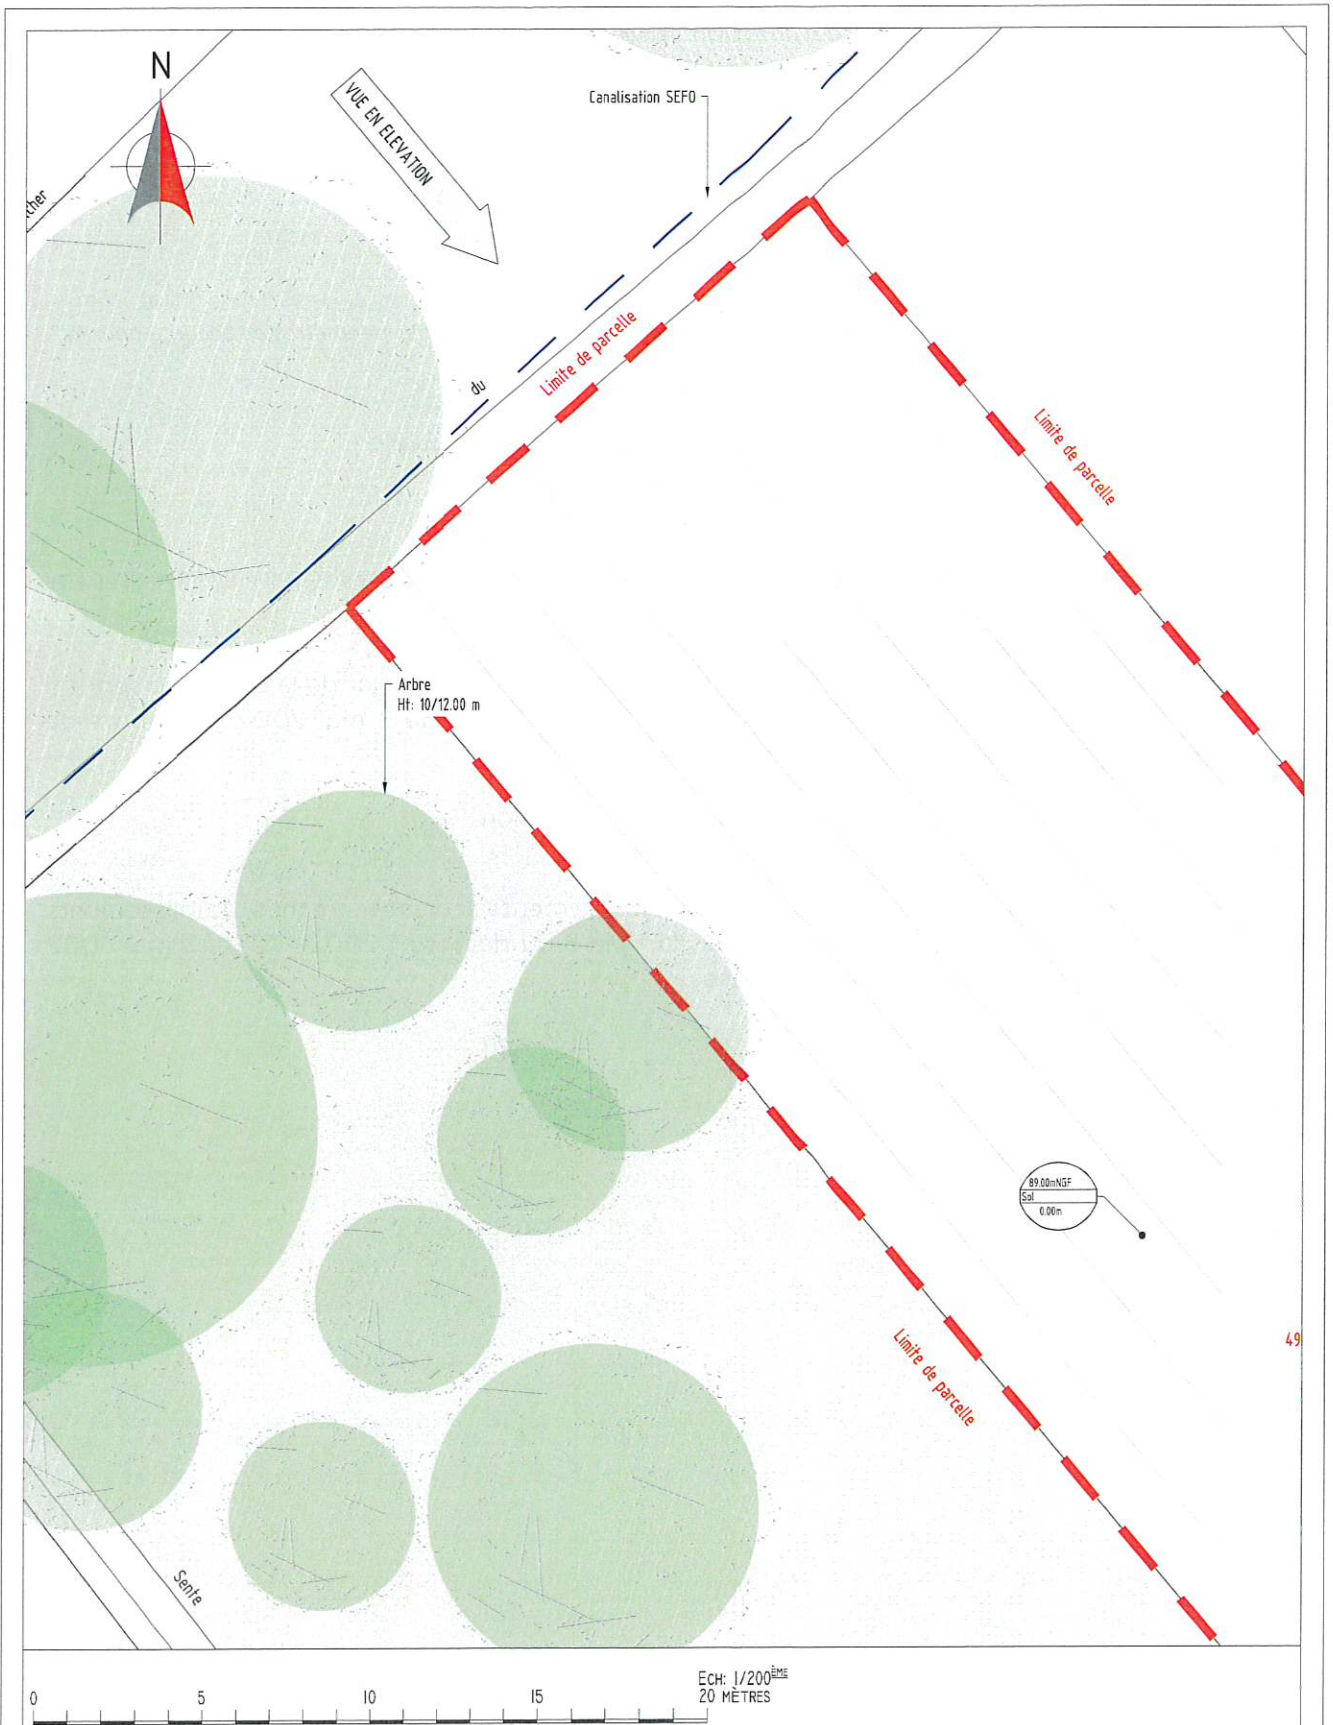 N
VUE EN ELEVATION
Canalisation SEFO
du
Limite de parcelle
Limite de parcelle
Arbre
Ht: 10/12.00 m
89.00mNGF
Sol
0.00m
49
Limite de parcelle
Sente
ECH: 1/200ÈME
0 5 10 15 20 MÈTRES